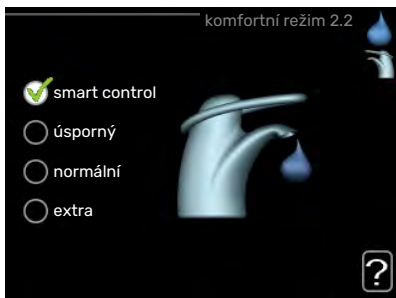 komfortní režim 2.2
smart control
úsporný
normální
extra
?